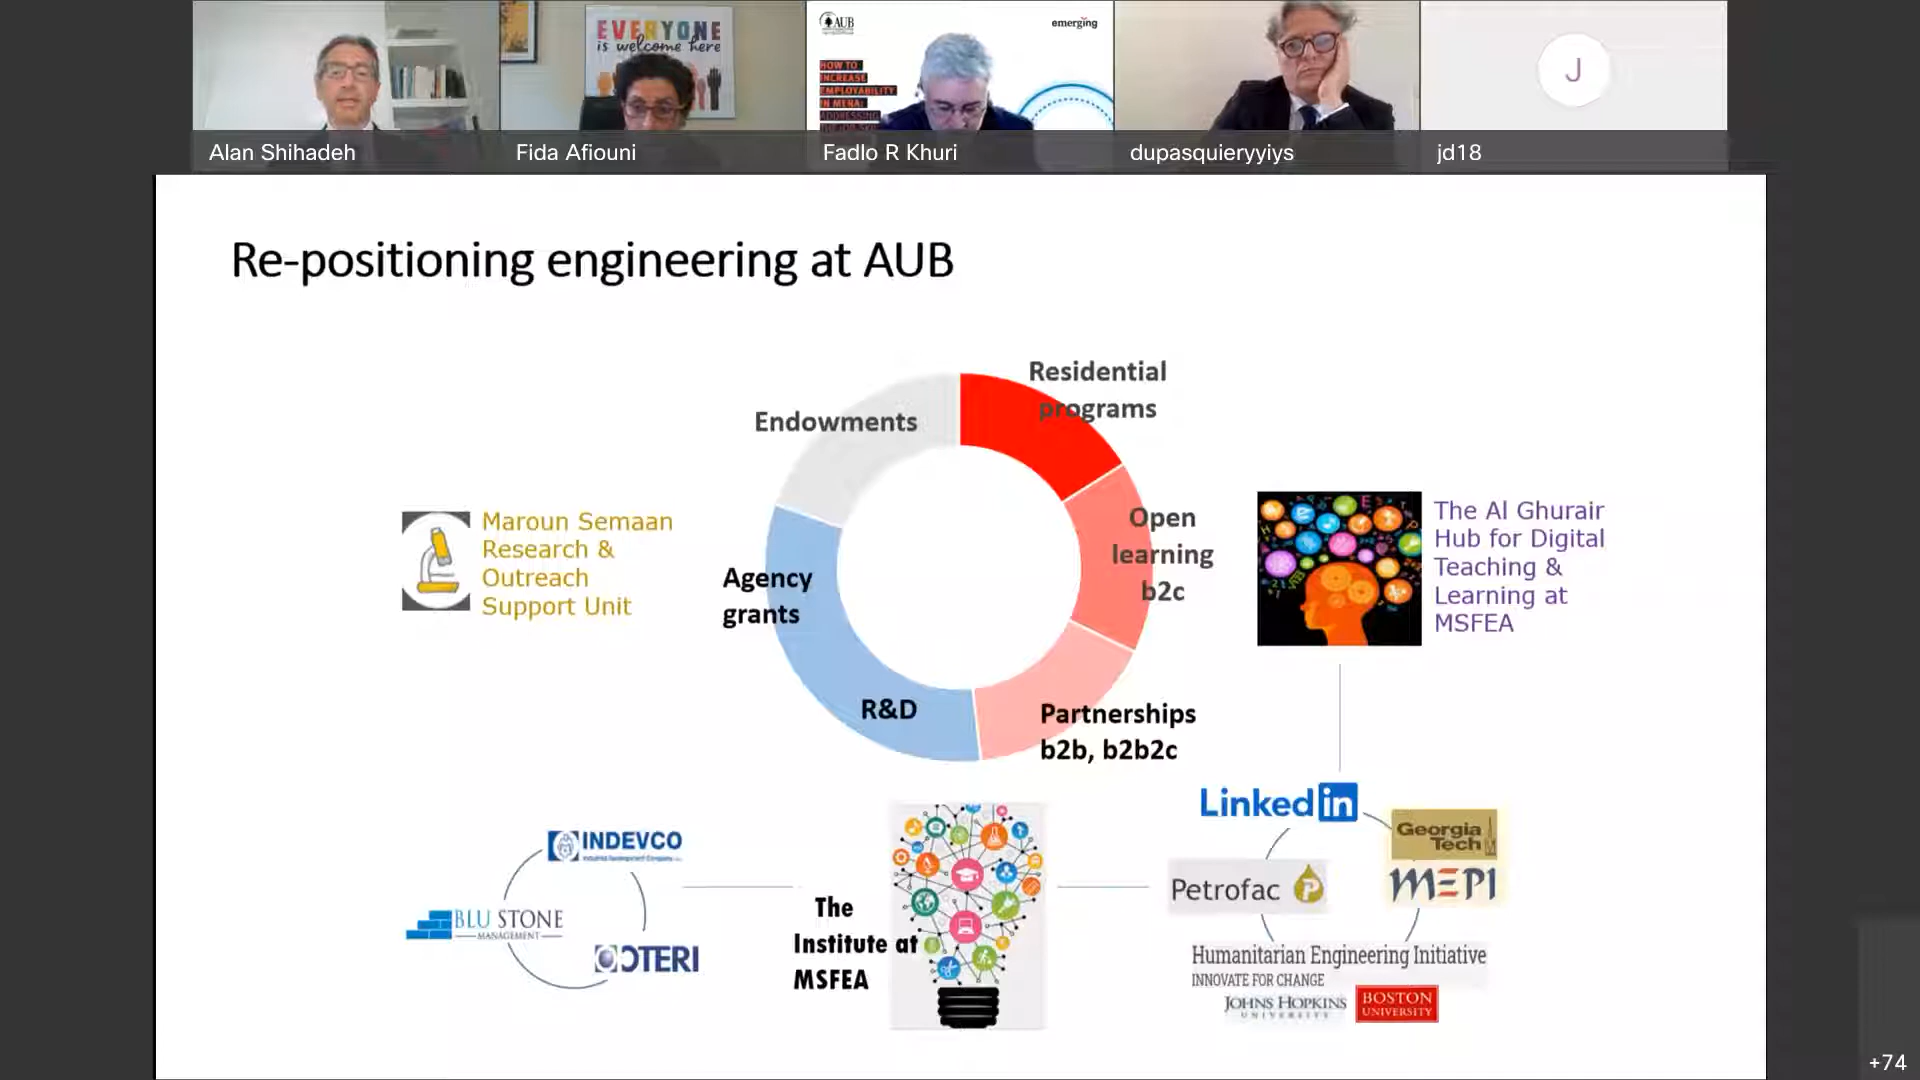 EVERYONE
is welcome here
AUB
emerging
HOW TO
INCREASE
EMPLOYABILITY
IN MENA:
ADDRESSING
Alan Shihadeh
Fida Afiouni
Fadlo R Khuri
dupasquieryyiys
J
jd18
Re-positioning engineering at AUB
Residential
programs
Endowments
Open
learning
b2c
Agency
grants
R&D
Partnerships
b2b, b2b2c
Maroun Semaan
Research &
Outreach
Support Unit
The Al Ghurair
Hub for Digital
Teaching &
Learning at
MSFEA
INDEVCO
BLU STONE
MANAGEMENT
OTERI
The
Institute at
MSFEA
Linkedin
Georgia
Tech
Petrofac
MEPI
Humanitarian Engineering Initiative
INNOVATE FOR CHANGE
JOHNS HOPKINS
UNIVERSITY
BOSTON
UNIVERSITY
+74